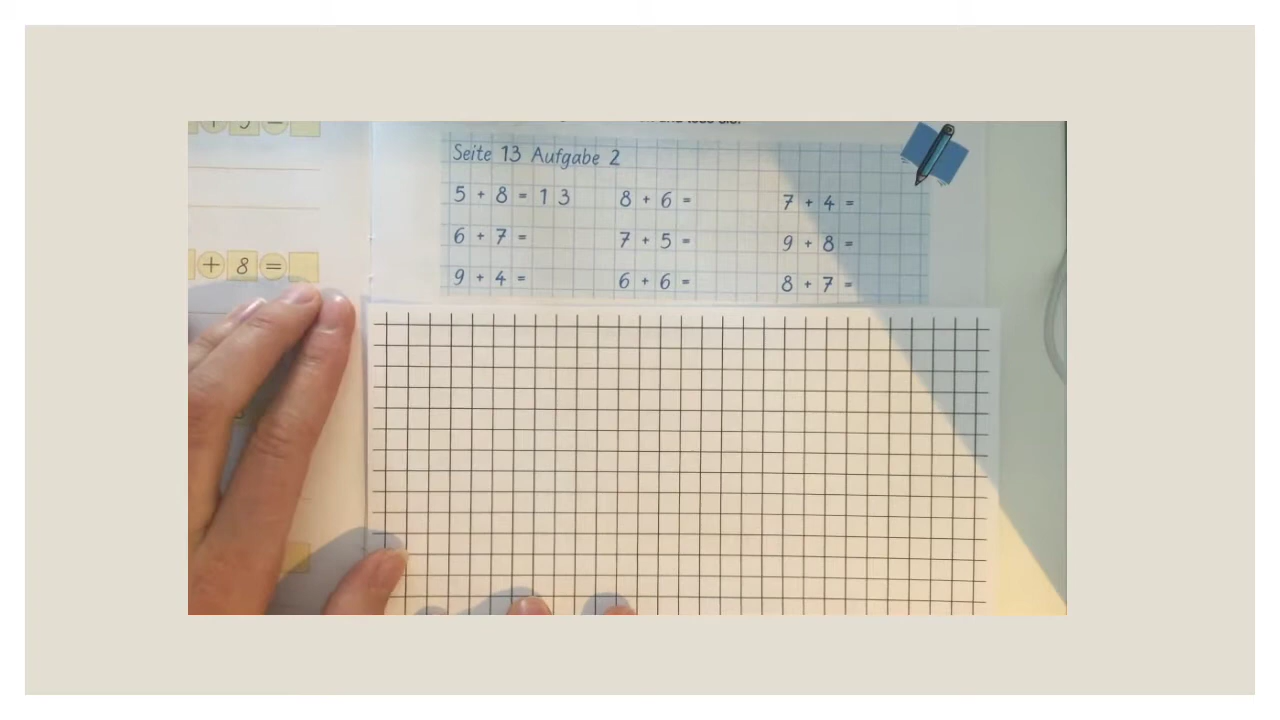 Seite 13 Aufgabe 2
5 + 8 = 13 8 + 6 = 7 + 4 =
6 + 7 = 7 + 5 = 9 + 8 =
9 + 4 = 6 + 6 = 8 + 7 =
+ 8 =